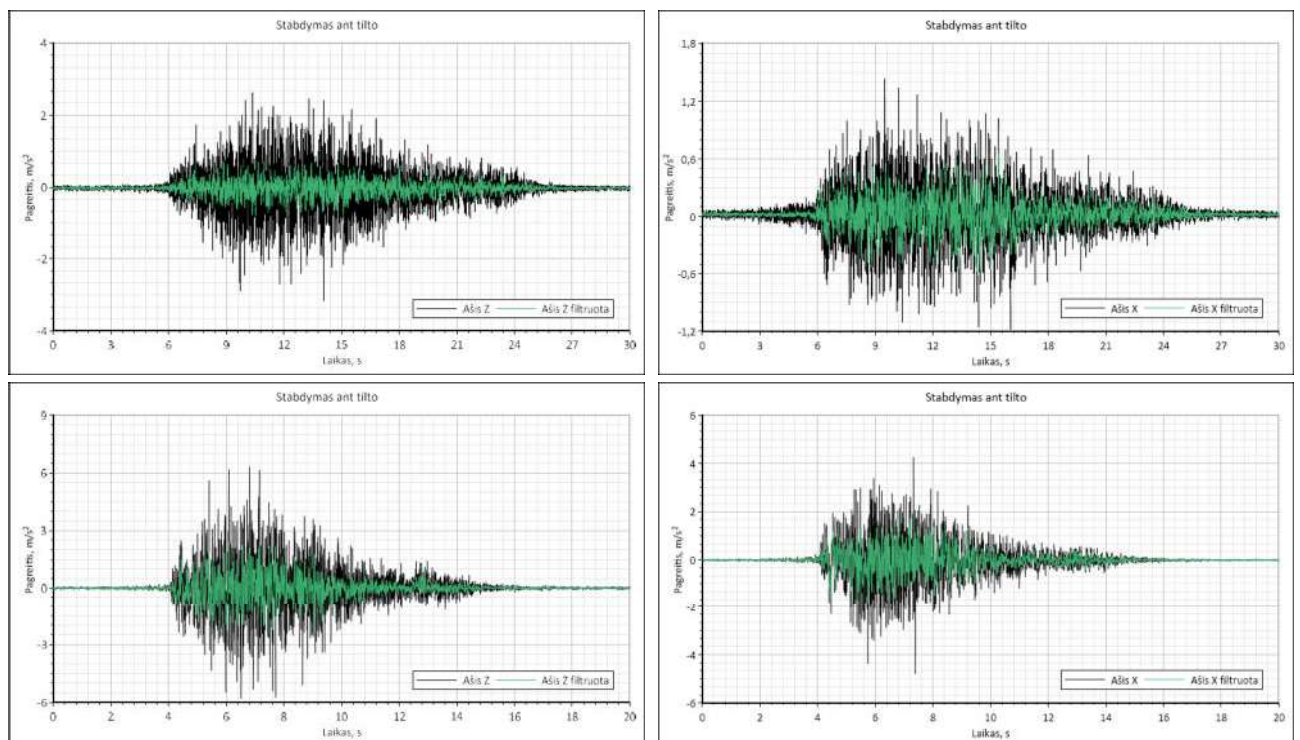 Stabdymas ant tilto
4
2
0
-2
-4
Pagreitis, m/s²
0 3 6 9 12 15 18 21 24 27 30
Laikas, s
Ašis Z Ašis Z filtruota
Stabdymas ant tilto
1,8
1,2
0,6
0
-0,6
-1,2
Pagreitis, m/s²
0 3 6 9 12 15 18 21 24 27 30
Laikas, s
Ašis X Ašis X filtruota
Stabdymas ant tilto
9
6
3
0
-3
-6
Pagreitis, m/s²
0 2 4 6 8 10 12 14 16 18 20
Laikas, s
Ašis Z Ašis Z filtruota
Stabdymas ant tilto
6
4
2
0
-2
-4
-6
Pagreitis, m/s²
0 2 4 6 8 10 12 14 16 18 20
Laikas, s
Ašis X Ašis X filtruota